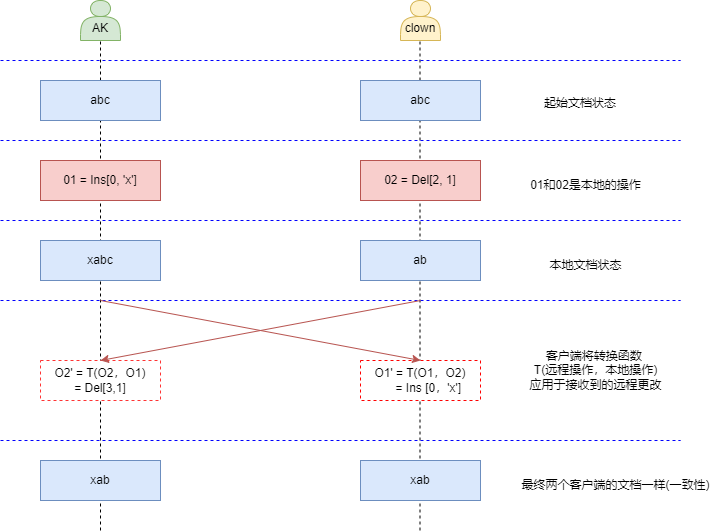 AK
clown
abc
abc
起始文档状态
01 = Ins[0, 'x']
02 = Del[2, 1]
01和02是本地的操作
xabc
ab
本地文档状态
O2' = T(O2，O1)
= Del[3,1]
O1' = T(O1，O2)
= Ins [0，'x']
客户端将转换函数
T(远程操作，本地操作)
应用于接收到的远程更改
xab
xab
最终两个客户端的文档一样(一致性)